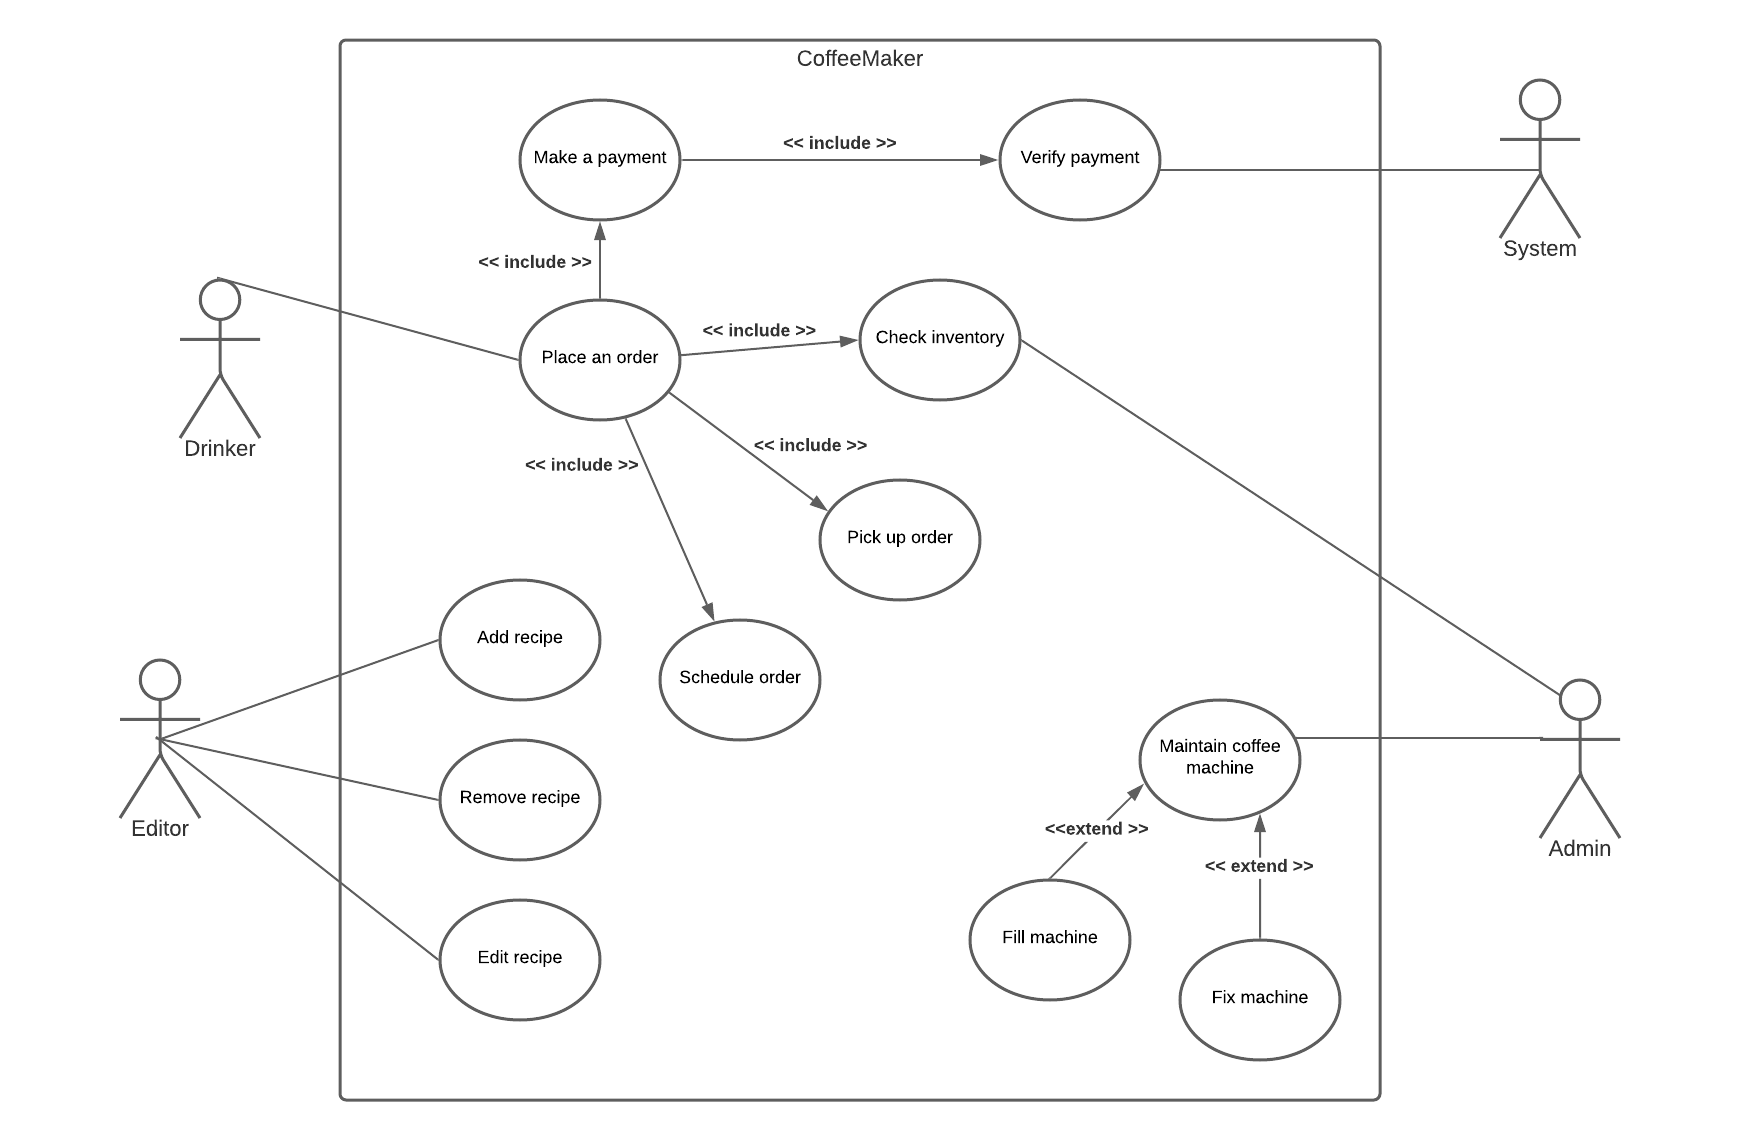 CoffeeMaker
Make a payment
<< include >>
Verify payment
System
<< include >>
Drinker
Place an order
<< include >>
Check inventory
<< include >>
<< include >>
Pick up order
Add recipe
Schedule order
Editor
Remove recipe
Edit recipe
Maintain coffee
machine
Admin
<<extend >>
<< extend >>
Fill machine
Fix machine